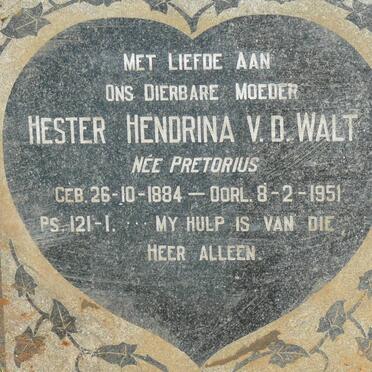 MET LIEFDE AAN
ONS DIERBARE MOEDER
HESTER HENDRINA V.D. WALT
NÉE PRETORIUS
GEB. 26-10-1884 — OORL. 8-2-1951
PS. 121-1. ... MY HULP IS VAN DIE
HEER ALLEEN.